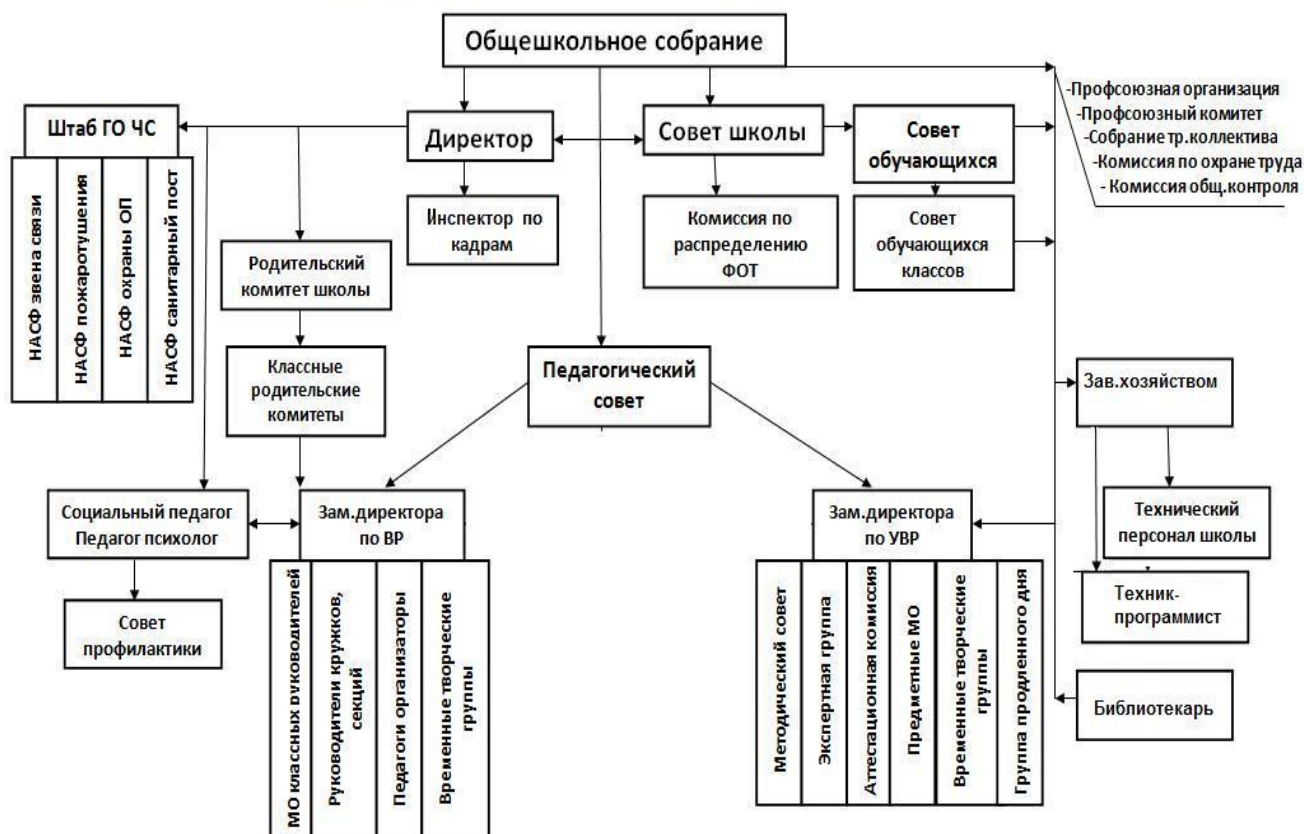 Общешкольное собрание
-Профсоюзная организация
-Профсоюзный комитет
-Собрание тр.коллектива
-Комиссия по охране труда
- Комиссия общ.контроля
Штаб ГО ЧС
НАСФ звена связи
НАСФ пожаротушения
НАСФ охраны ОП
НАСФ санитарный пост
Директор
Совет школы
Совет
обучающихся
Инспектор по
кадрам
Комиссия по
распределению
ФОТ
Совет
обучающихся
классов
Родительский
комитет школы
Классные
родительские
комитеты
Педагогический
совет
Зав.хозяйством
Социальный педагог
Педагог психолог
Зам.директора
по ВР
Зам.директора
по УВР
Технический
персонал школы
Совет
профилактики
МО классных руководителей
Руководители кружков,
секций
Педагоги организаторы
Временные творческие
группы
Методический совет
Экспертная группа
Аттестационная комиссия
Предметные МО
Временные творческие
группы
Группа продленного дня
Техник-
программист
Библиотекарь